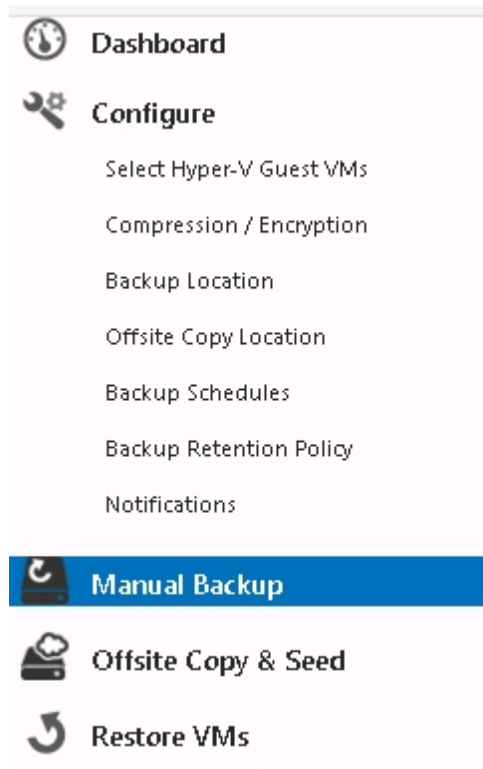 Dashboard
Configure
Select Hyper-V Guest VMs
Compression / Encryption
Backup Location
Offsite Copy Location
Backup Schedules
Backup Retention Policy
Notifications
Manual Backup
Offsite Copy & Seed
Restore VMs